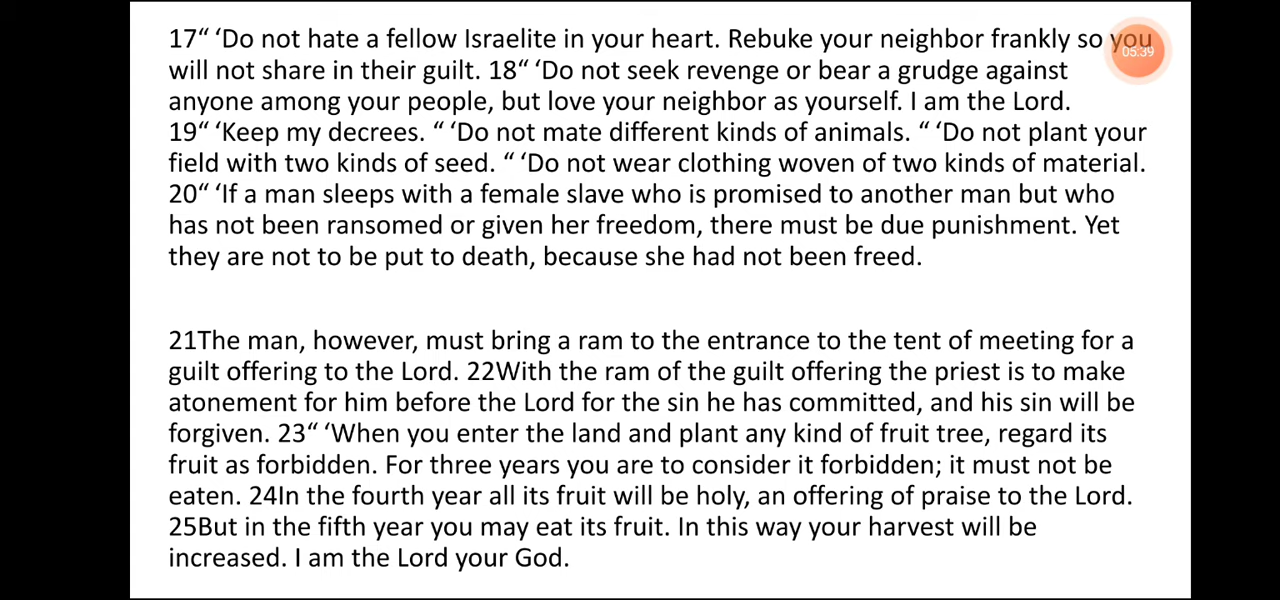 17“ ‘Do not hate a fellow Israelite in your heart. Rebuke your neighbor frankly so you
will not share in their guilt. 18“ ‘Do not seek revenge or bear a grudge against
anyone among your people, but love your neighbor as yourself. I am the Lord.
19“ ‘Keep my decrees. “ ‘Do not mate different kinds of animals. “ ‘Do not plant your
field with two kinds of seed. “ ‘Do not wear clothing woven of two kinds of material.
20“ ‘If a man sleeps with a female slave who is promised to another man but who
has not been ransomed or given her freedom, there must be due punishment. Yet
they are not to be put to death, because she had not been freed.
21The man, however, must bring a ram to the entrance to the tent of meeting for a
guilt offering to the Lord. 22With the ram of the guilt offering the priest is to make
atonement for him before the Lord for the sin he has committed, and his sin will be
forgiven. 23“ ‘When you enter the land and plant any kind of fruit tree, regard its
fruit as forbidden. For three years you are to consider it forbidden; it must not be
eaten. 24In the fourth year all its fruit will be holy, an offering of praise to the Lord.
25But in the fifth year you may eat its fruit. In this way your harvest will be
increased. I am the Lord your God.
05:39